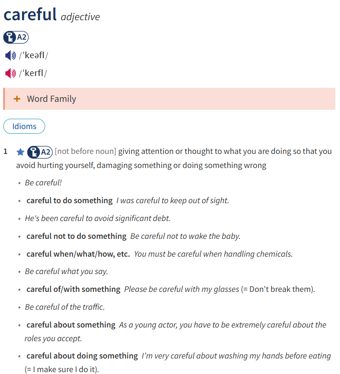 careful adjective
A2
/ˈkeəfl/
/ˈkerfl/
+ Word Family
Idioms
1 ★ A2 [not before noun] giving attention or thought to what you are doing so that you
avoid hurting yourself, damaging something or doing something wrong
• Be careful!
• careful to do something I was careful to keep out of sight.
• He's been careful to avoid significant debt.
• careful not to do something Be careful not to wake the baby.
• careful when/what/how, etc. You must be careful when handling chemicals.
• Be careful what you say.
• careful of/with something Please be careful with my glasses (= Don't break them).
• Be careful of the traffic.
• careful about something As a young actor, you have to be extremely careful about the
roles you accept.
• careful about doing something I'm very careful about washing my hands before eating
(= I make sure I do it).